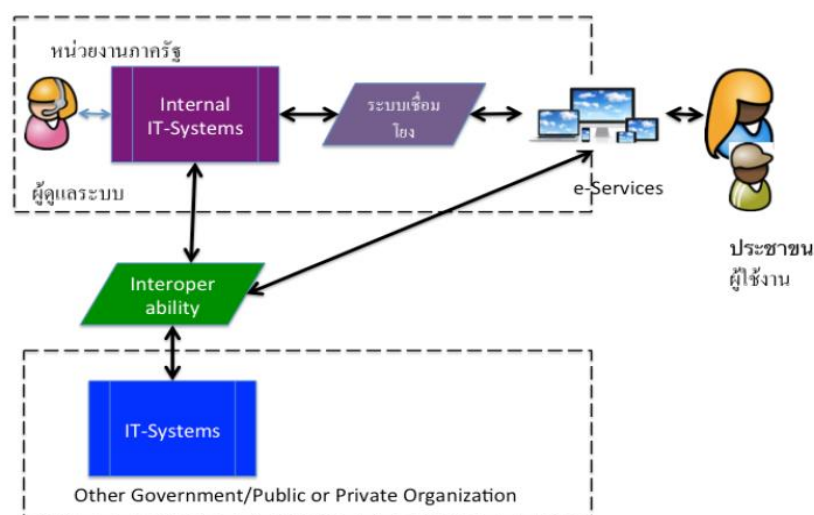 หน่วยงานภาครัฐ
Internal
IT-Systems
ระบบเชื่อม
โยง
ผู้ดูแลระบบ
e-Services
ประชาขน
ผู้ใช้งาน
Interoper
ability
IT-Systems
Other Government/Public or Private Organization